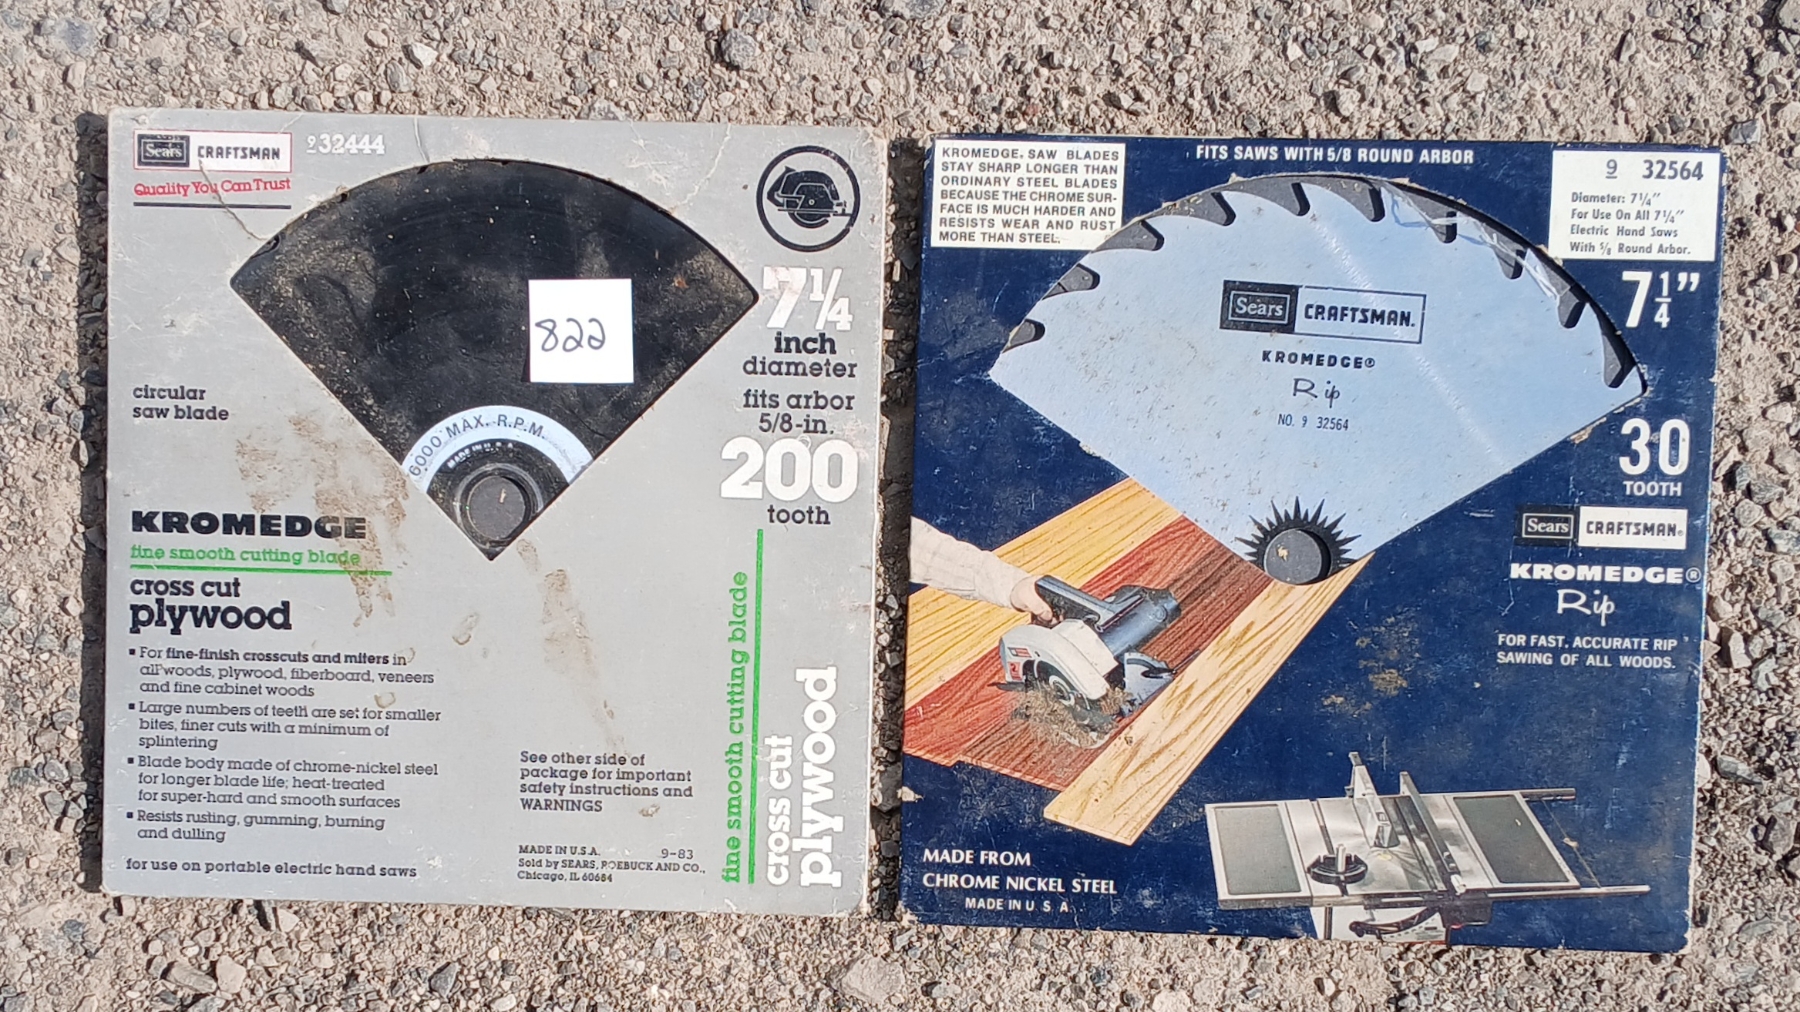 Sears CRAFTSMAN
Quality You Can Trust
9 32444
822
6000 MAX. R.P.M.
MADE IN U.S.A.
7 1/4
inch
diameter
fits arbor
5/8-in.
200
tooth
circular
saw blade
KROMEDGE
fine smooth cutting blade
cross cut
plywood
▪ For fine-finish crosscuts and miters in
all woods, plywood, fiberboard, veneers
and fine cabinet woods
▪ Large numbers of teeth are set for smaller
bites, finer cuts with a minimum of
splintering
▪ Blade body made of chrome-nickel steel
for longer blade life; heat-treated
for super-hard and smooth surfaces
▪ Resists rusting, gumming, burning
and dulling
for use on portable electric hand saws
See other side of
package for important
safety instructions and
WARNINGS
MADE IN U.S.A. 9-83
Sold by SEARS, ROEBUCK AND CO.,
Chicago, IL 60684
fine smooth cutting blade
cross cut
plywood
KROMEDGE® SAW BLADES
STAY SHARP LONGER THAN
ORDINARY STEEL BLADES
BECAUSE THE CHROME SUR-
FACE IS MUCH HARDER AND
RESISTS WEAR AND RUST
MORE THAN STEEL.
FITS SAWS WITH 5/8 ROUND ARBOR
9 32564
Diameter: 7¼"
For Use On All 7¼"
Electric Hand Saws
With ⅝ Round Arbor.
7 1/4"
Sears CRAFTSMAN.
KROMEDGE®
Rip
NO. 9 32564
30
TOOTH
Sears CRAFTSMAN®
KROMEDGE®
Rip
FOR FAST, ACCURATE RIP
SAWING OF ALL WOODS.
MADE FROM
CHROME NICKEL STEEL
MADE IN U.S.A.